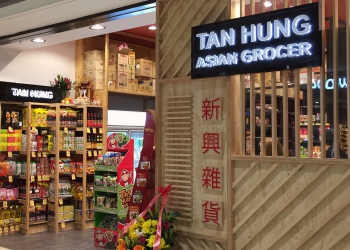 TAN HUNG
ASIAN GROCER
TAN HUNG
新興雜貨